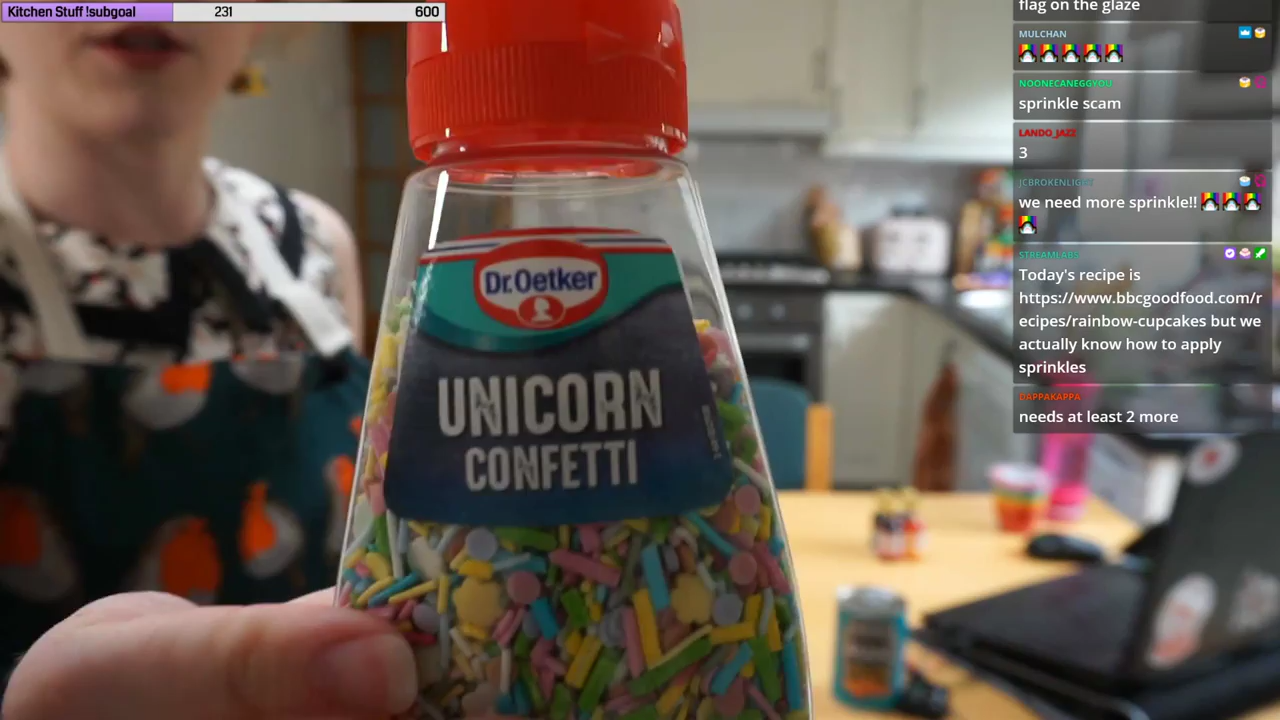 Kitchen Stuff !subgoal 231 600
flag on the glaze
MULCHAN
NOONECANEGGYOU
sprinkle scam
LANDO_JAZZ
3
JCBROKENLIGHT
we need more sprinkle!!
STREAMLABS
Today's recipe is
https://www.bbcgoodfood.com/r
ecipes/rainbow-cupcakes but we
actually know how to apply
sprinkles
DAPPAKAPPA
needs at least 2 more
Dr.Oetker
UNICORN
CONFETTI